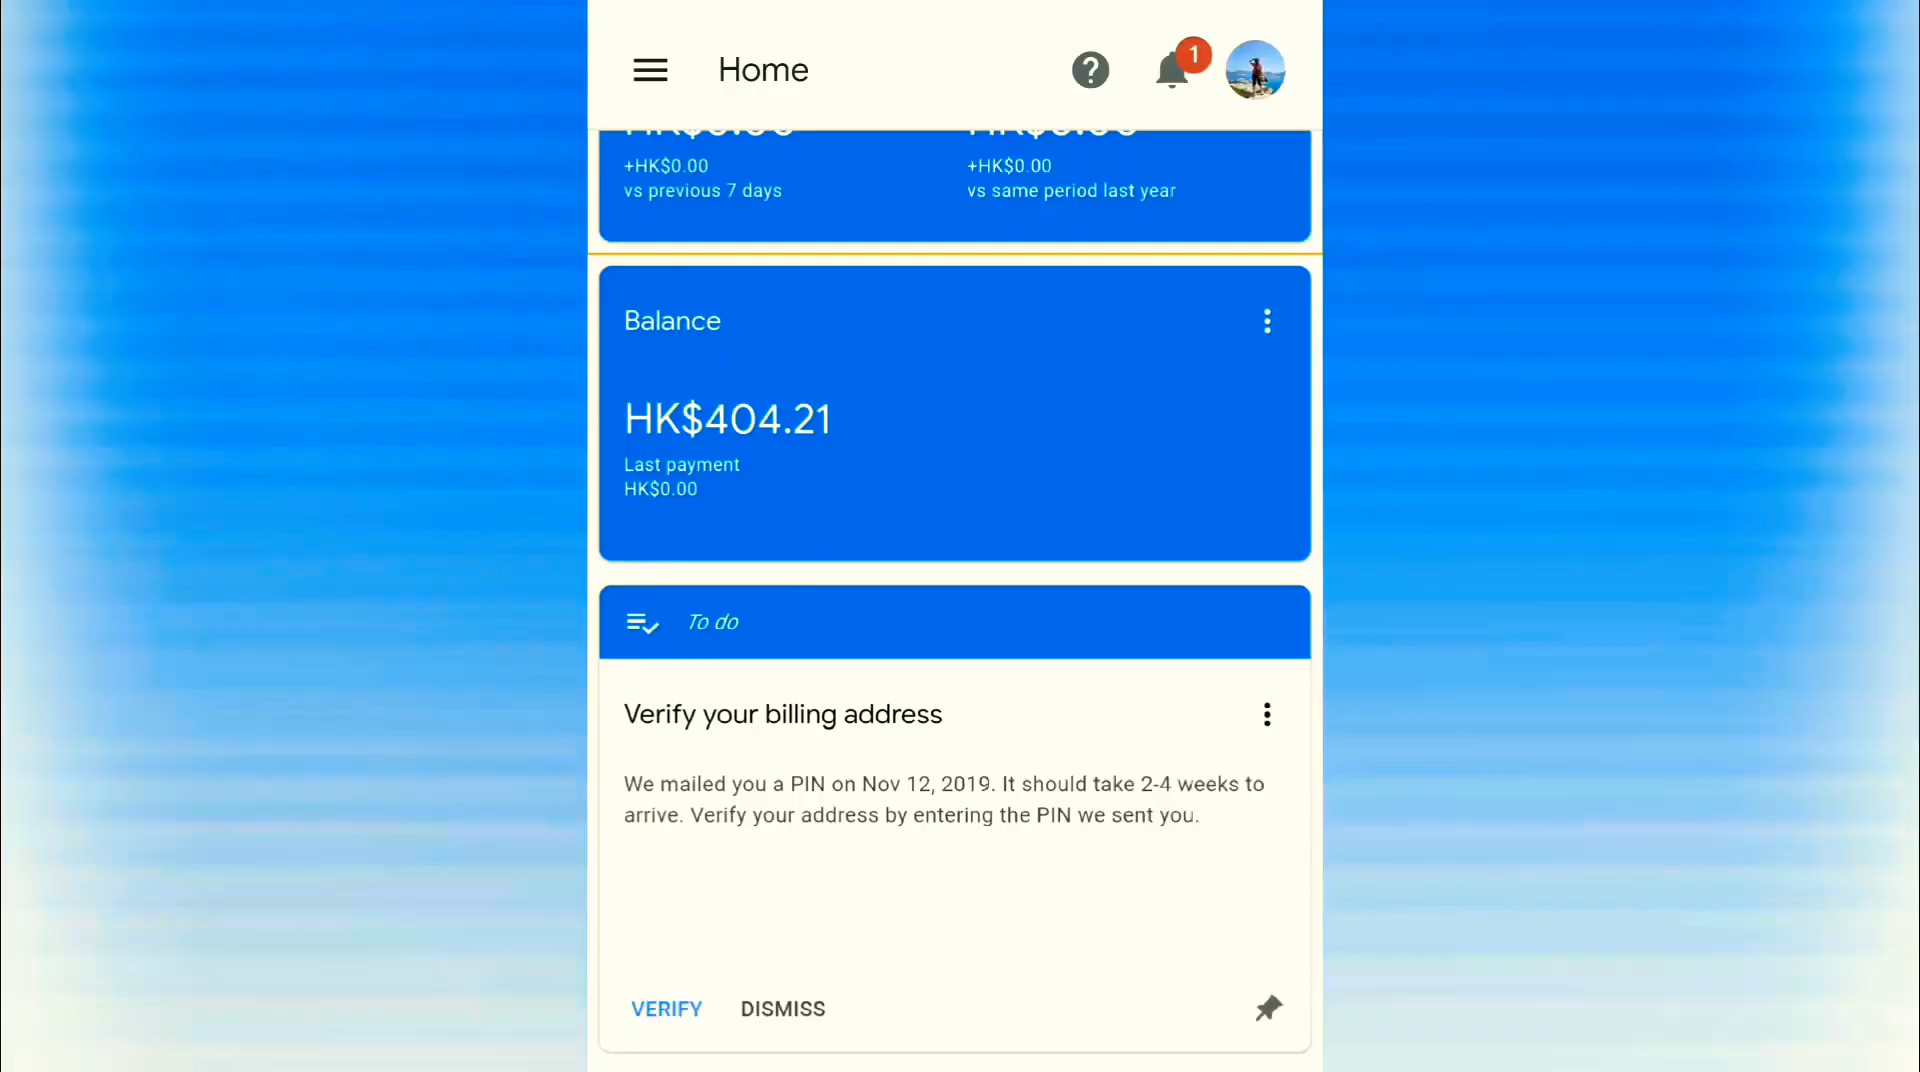 Home
1
+HK$0.00
vs previous 7 days
+HK$0.00
vs same period last year
Balance
HK$404.21
Last payment
HK$0.00
To do
Verify your billing address
We mailed you a PIN on Nov 12, 2019. It should take 2-4 weeks to
arrive. Verify your address by entering the PIN we sent you.
VERIFY DISMISS